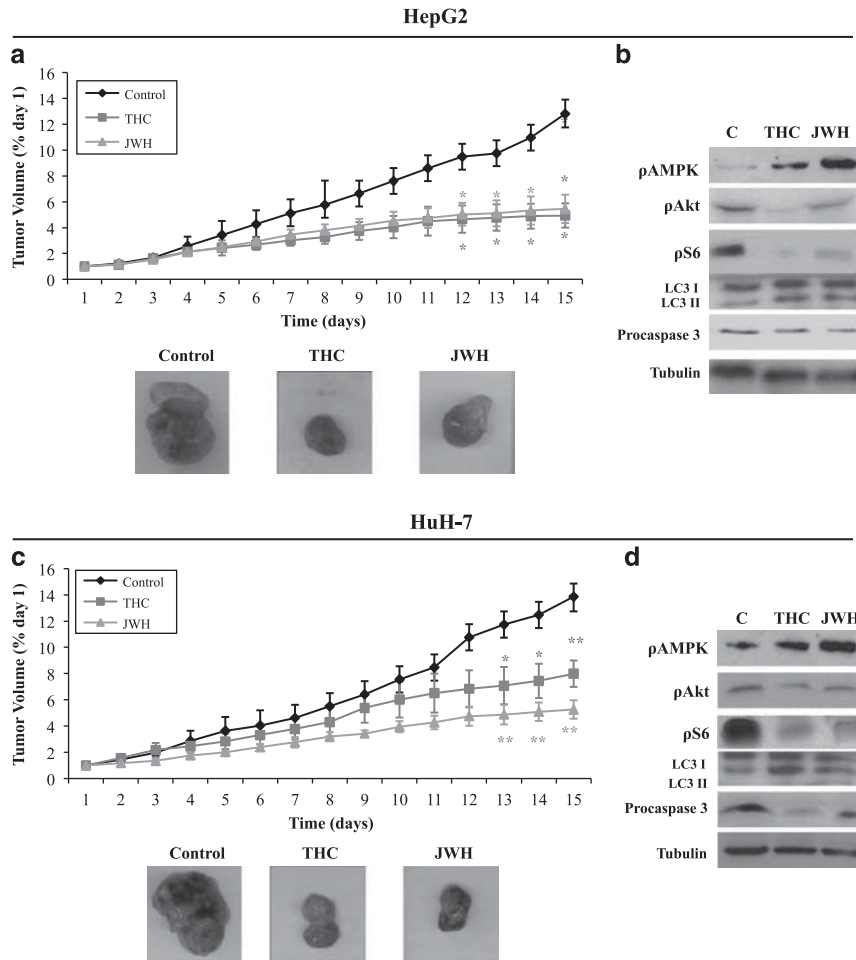 HepG2
a
Tumor Volume (% day 1)
16
14
12
10
8
6
4
2
0
Control
THC
JWH
* * * *
* * * *
1 2 3 4 5 6 7 8 9 10 11 12 13 14 15
Time (days)
Control THC JWH
b
C THC JWH
ρAMPK
ρAkt
ρS6
LC3 I
LC3 II
Procaspase 3
Tubulin
HuH-7
c
Tumor Volume (% day 1)
16
14
12
10
8
6
4
2
0
Control
THC
JWH
* * **
** ** **
1 2 3 4 5 6 7 8 9 10 11 12 13 14 15
Time (days)
Control THC JWH
d
C THC JWH
ρAMPK
ρAkt
ρS6
LC3 I
LC3 II
Procaspase 3
Tubulin